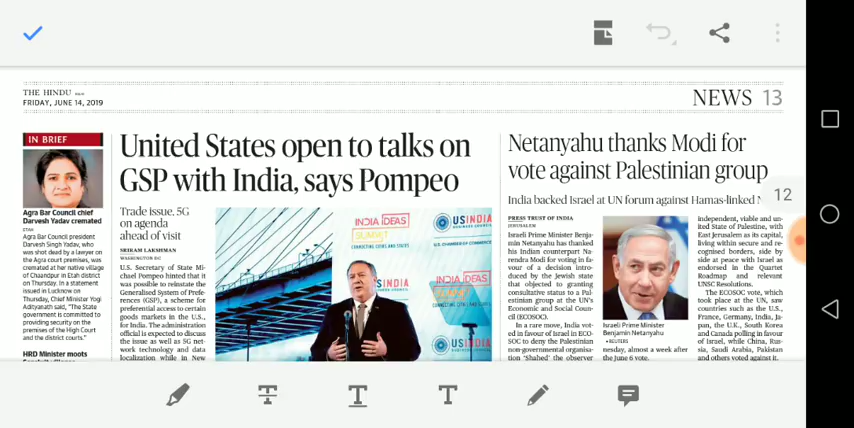 THE HINDU
FRIDAY, JUNE 14, 2019
NEWS 13
IN BRIEF
Agra Bar Council chief
Darvesh Yadav cremated
ETAH
Agra Bar Council president
Darvesh Singh Yadav, who
was shot dead by a lawyer on
the Agra court premises, was
cremated at her native village
of Chandpur in Etah district
on Thursday. In a statement
issued in Lucknow on
Thursday, Chief Minister Yogi
Adityanath said, "The State
government is committed to
providing security on the
premises of the High Court
and the district courts."
HRD Minister moots
United States open to talks on
GSP with India, says Pompeo
Trade issue, 5G
on agenda
ahead of visit
SRIRAM LAKSHMAN
WASHINGTON DC
U.S. Secretary of State Mi-
chael Pompeo hinted that it
was possible to reinstate the
Generalised System of Prefe-
rences (GSP), a scheme for
preferential access to certain
goods markets in the U.S.,
for India. The administration
official is expected to discuss
the issue as well as 5G net-
work technology and data
localization while in New
INDIA IDEAS
SUMMIT
CONNECTING CITIES AND STATES
USINDIA
BUSINESS COUNCIL
U.S. CHAMBER OF COMMERCE
USINDIA
BUSINESS COUNCIL
Netanyahu thanks Modi for
vote against Palestinian group
India backed Israel at UN forum against Hamas-linked
12
PRESS TRUST OF INDIA
JERUSALEM
Israeli Prime Minister Benja-
min Netanyahu has thanked
his Indian counterpart Na-
rendra Modi for voting in fa-
vour of a decision intro-
duced by the Jewish state
that objected to granting
consultative status to a Pal-
estinian group at the UN's
Economic and Social Coun-
cil (ECOSOC).
In a rare move, India vot-
ed in favour of Israel in ECO-
SOC to deny the Palestinian
non-governmental organisa-
tion 'Shahed' the observer
Israeli Prime Minister
Benjamin Netanyahu
REUTERS
nesday, almost a week after
the June 6 vote.
independent, viable and un-
ited State of Palestine, with
East Jerusalem as its capital,
living within secure and re-
cognised borders, side by
side at peace with Israel as
endorsed in the Quartet
Roadmap and relevant
UNSC Resolutions.
The ECOSOC vote, which
took place at the UN, saw
countries such as the U.S.,
France, Germany, India, Ja-
pan, the U.K., South Korea
and Canada polling in favour
of Israel, while China, Rus-
sia, Saudi Arabia, Pakistan
and others voted against it.